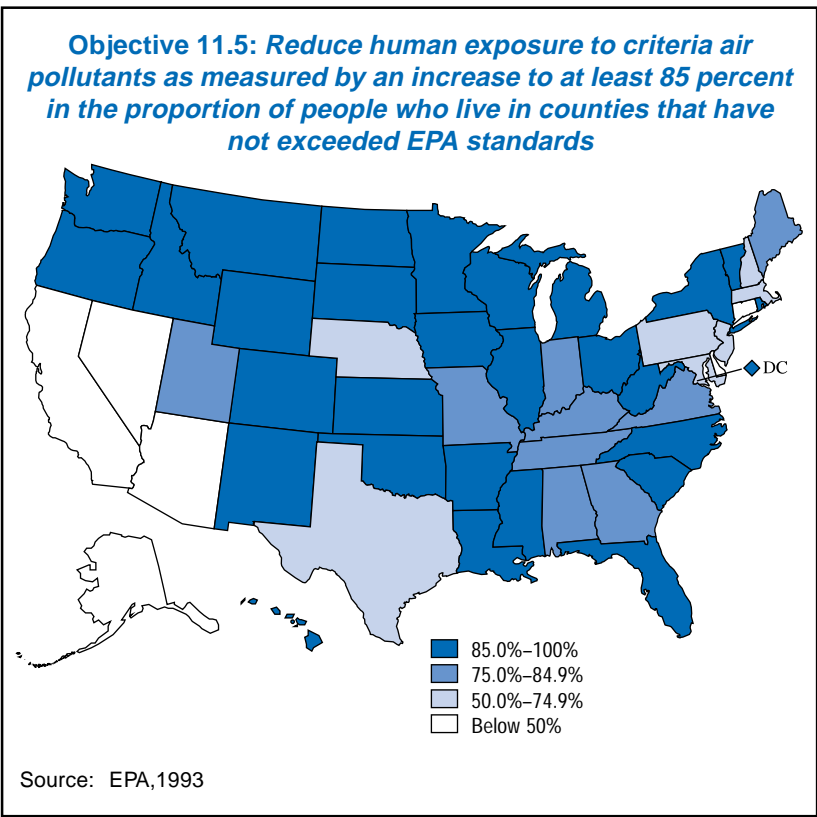 Objective 11.5: Reduce human exposure to criteria air
pollutants as measured by an increase to at least 85 percent
in the proportion of people who live in counties that have
not exceeded EPA standards
DC
85.0%–100%
75.0%–84.9%
50.0%–74.9%
Below 50%
Source: EPA,1993